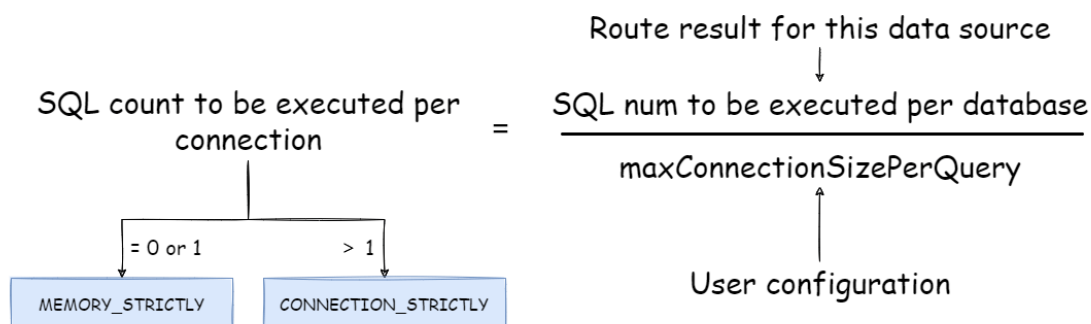 Route result for this data source
SQL count to be executed per
connection
=
SQL num to be executed per database
maxConnectionSizePerQuery
= 0 or 1
> 1
User configuration
MEMORY_STRICTLY
CONNECTION_STRICTLY